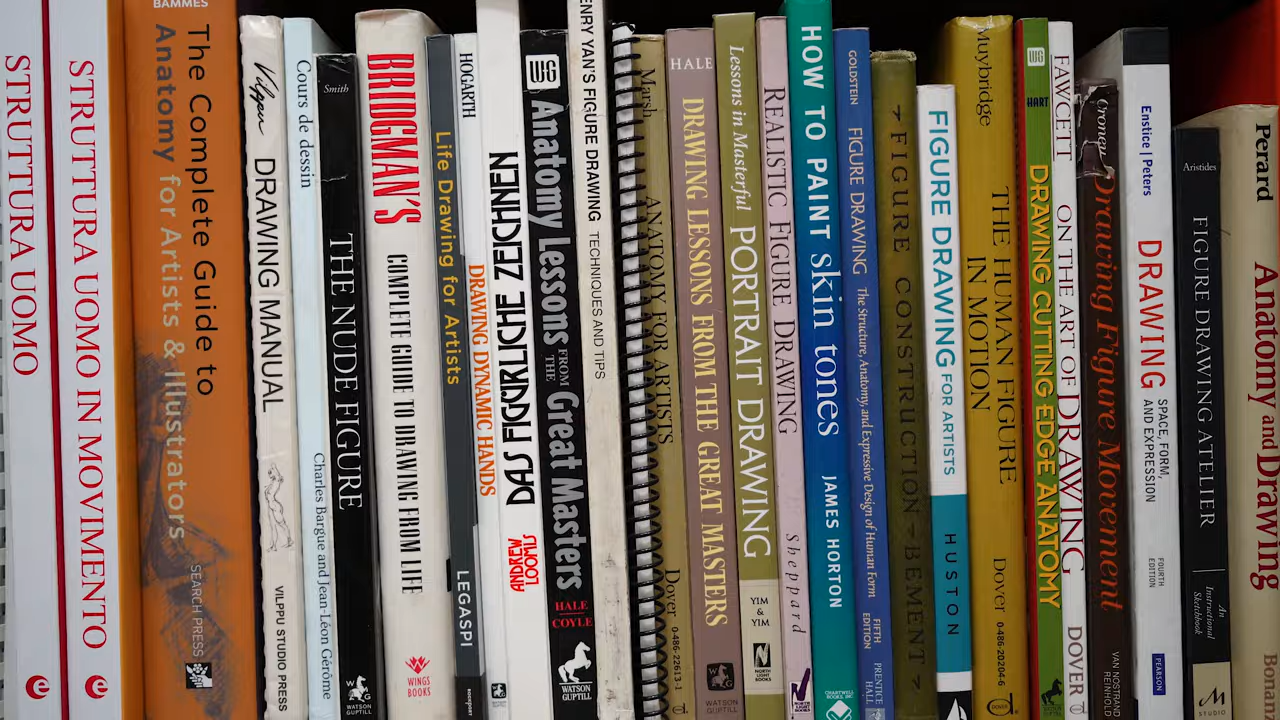 STRUTTURA UOMO
STRUTTURA UOMO IN MOVIMENTO
BAMMES
The Complete Guide to
Anatomy for Artists & Illustrators
SEARCH PRESS
Vilppu
DRAWING MANUAL
VILPPU STUDIO PRESS
Cours de dessin
Charles Bargue and Jean-Léon Gérôme
Smith
THE NUDE FIGURE
WATSON
GUPTILL
BRIDGMAN'S
COMPLETE GUIDE TO DRAWING FROM LIFE
WINGS
BOOKS
Life Drawing for Artists
LEGASPI
ROCKPORT
HOGARTH
DRAWING DYNAMIC HANDS
DAS FIGÜRLICHE ZEICHNEN
ANDREW
LOOMIS
WG
Anatomy Lessons FROM THE Great Masters
HALE
COYLE
WATSON
GUPTILL
HENRY YAN'S FIGURE DRAWING TECHNIQUES AND TIPS
Marsh
ANATOMY FOR ARTISTS
Dover 0-486-22613-1
HALE
DRAWING LESSONS FROM THE GREAT MASTERS
WATSON
GUPTILL
Lessons in Masterful
PORTRAIT DRAWING
YIM
&
YIM
NORTH
LIGHT BOOKS
REALISTIC FIGURE DRAWING
Sheppard
NORTH
LIGHT BOOKS
HOW TO PAINT skin tones
JAMES HORTON
CHARTWELL
BOOKS, INC.
GOLDSTEIN
FIGURE DRAWING
The Structure, Anatomy, and Expressive Design of Human Form
FIFTH
EDITION
PRENTICE
HALL
FIGURE CONSTRUCTION-BEMENT
FIGURE DRAWING FOR ARTISTS
HUSTON
Muybridge
THE HUMAN FIGURE
IN MOTION
Dover 0-486-20204-6
DOVER
WG
HART
DRAWING CUTTING EDGE ANATOMY
FAWCET
ON THE ART OF DRAWING
DOVER
Croney
Drawing Figure Movement
VAN NOSTRAND
REINHOLD
Enstice | Peters
DRAWING
SPACE, FORM,
AND EXPRESSION
FOURTH
EDITION
PEARSON
Aristides
FIGURE DRAWING ATELIER
An
Instructional
Sketchbook
STUDIO
Perard
Anatomy and Drawing